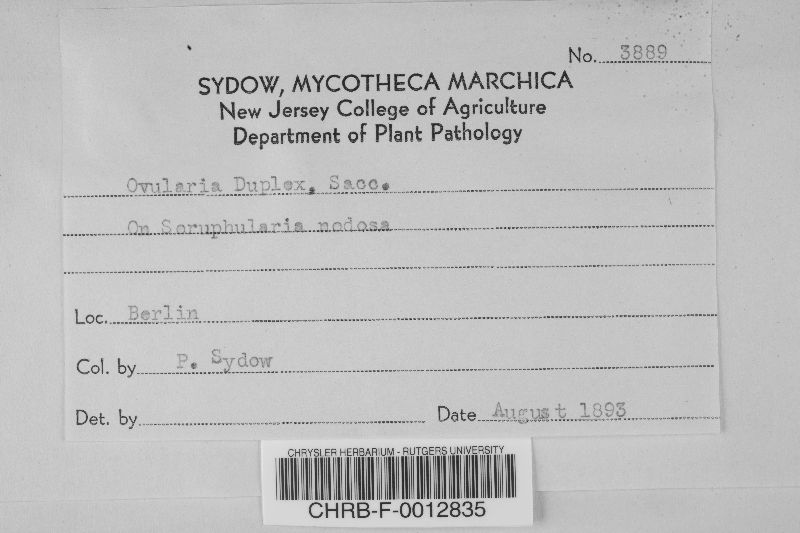 No. 3889
SYDOW, MYCOTHECA MARCHICA
New Jersey College of Agriculture
Department of Plant Pathology
Ovularia Duplex, Sacc.
On Scruphularia nodosa
Loc. Berlin
Col. by P. Sydow
Det. by
Date August 1893
CHRYSLER HERBARIUM - RUTGERS UNIVERSITY
CHRB-F-0012835